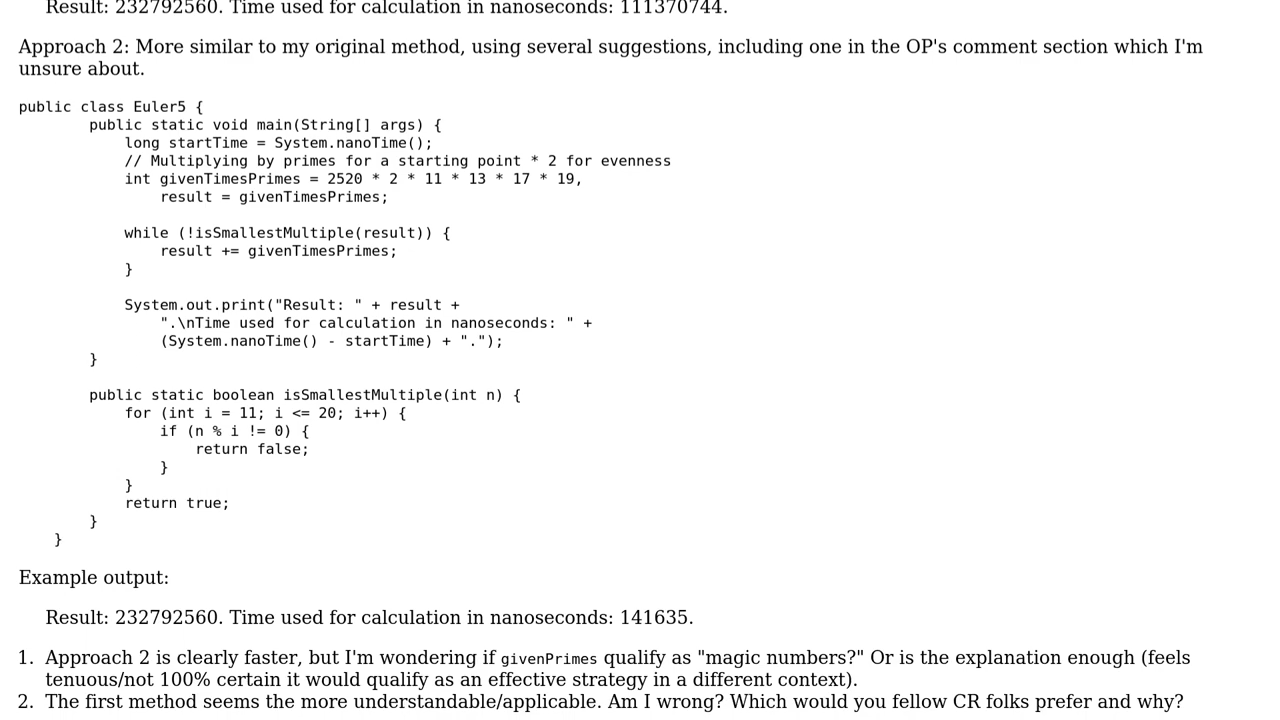 Result: 232792560. Time used for calculation in nanoseconds: 111370744.
Approach 2: More similar to my original method, using several suggestions, including one in the OP's comment section which I'm
unsure about.
public class Euler5 {
        public static void main(String[] args) {
            long startTime = System.nanoTime();
            // Multiplying by primes for a starting point * 2 for evenness
            int givenTimesPrimes = 2520 * 2 * 11 * 13 * 17 * 19,
                result = givenTimesPrimes;

            while (!isSmallestMultiple(result)) {
                result += givenTimesPrimes;
            }

            System.out.print("Result: " + result +
                ".\nTime used for calculation in nanoseconds: " +
                (System.nanoTime() - startTime) + ".");
        }

        public static boolean isSmallestMultiple(int n) {
            for (int i = 11; i <= 20; i++) {
                if (n % i != 0) {
                    return false;
                }
            }
            return true;
        }
    }
Example output:
Result: 232792560. Time used for calculation in nanoseconds: 141635.
1. Approach 2 is clearly faster, but I'm wondering if givenPrimes qualify as "magic numbers?" Or is the explanation enough (feels
tenuous/not 100% certain it would qualify as an effective strategy in a different context).
2. The first method seems the more understandable/applicable. Am I wrong? Which would you fellow CR folks prefer and why?